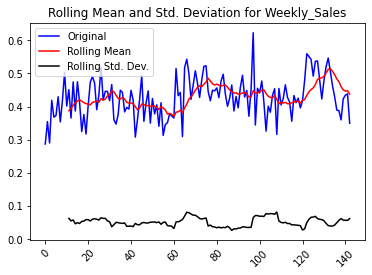 Rolling Mean and Std. Deviation for Weekly_Sales
Original
Rolling Mean
Rolling Std. Dev.
0.6
0.5
0.4
0.3
0.2
0.1
0.0
0 20 40 60 80 100 120 140